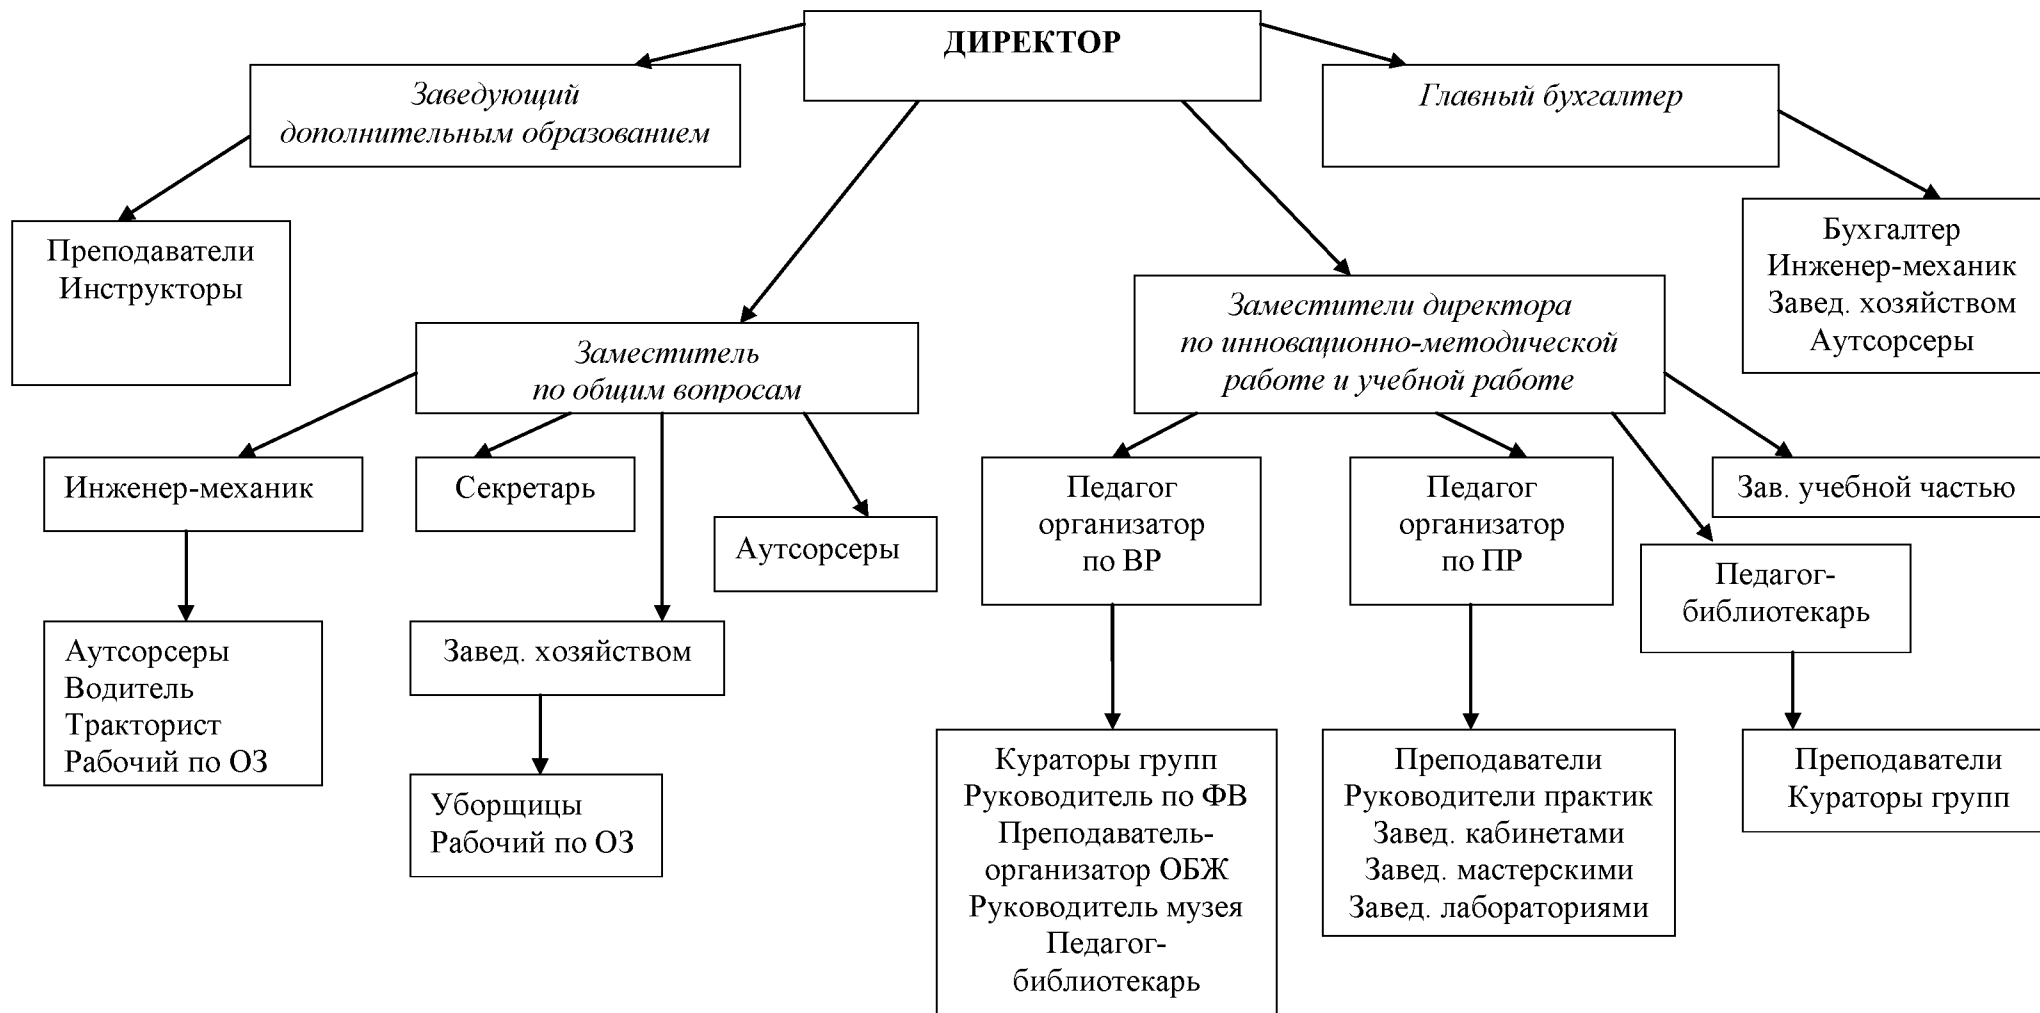 ДИРЕКТОР
Заведующий
дополнительным образованием
Главный бухгалтер
Преподаватели
Инструкторы
Бухгалтер
Инженер-механик
Завед. хозяйством
Аутсорсеры
Заместитель
по общим вопросам
Заместители директора
по инновационно-методической
работе и учебной работе
Инженер-механик
Секретарь
Аутсорсеры
Педагог
организатор
по ВР
Педагог
организатор
по ПР
Зав. учебной частью
Педагог-
библиотекарь
Аутсорсеры
Водитель
Тракторист
Рабочий по ОЗ
Завед. хозяйством
Уборщицы
Рабочий по ОЗ
Кураторы групп
Руководитель по ФВ
Преподаватель-
организатор ОБЖ
Руководитель музея
Педагог-
библиотекарь
Преподаватели
Руководители практик
Завед. кабинетами
Завед. мастерскими
Завед. лабораториями
Преподаватели
Кураторы групп